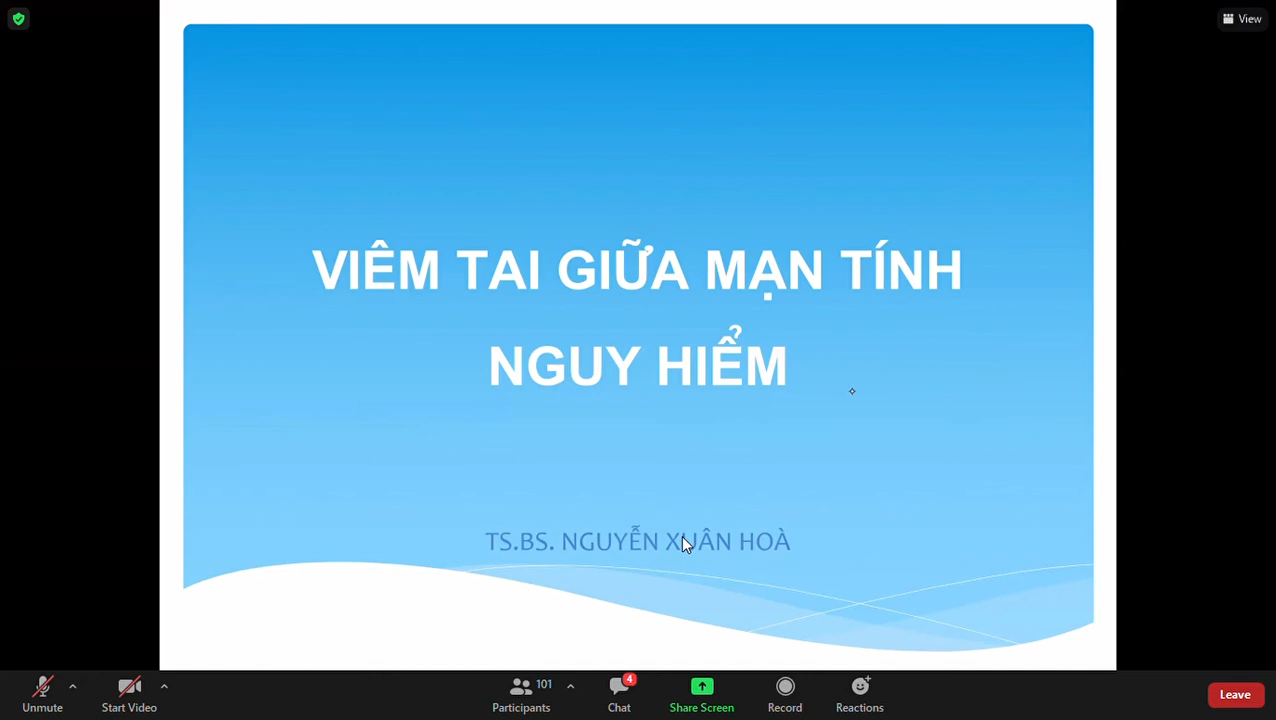 View
VIÊM TAI GIỮA MẠN TÍNH
NGUY HIỂM
TS.BS. NGUYỄN XUÂN HOÀ
Unmute
Start Video
101
Participants
4
Chat
Share Screen
Record
Reactions
Leave